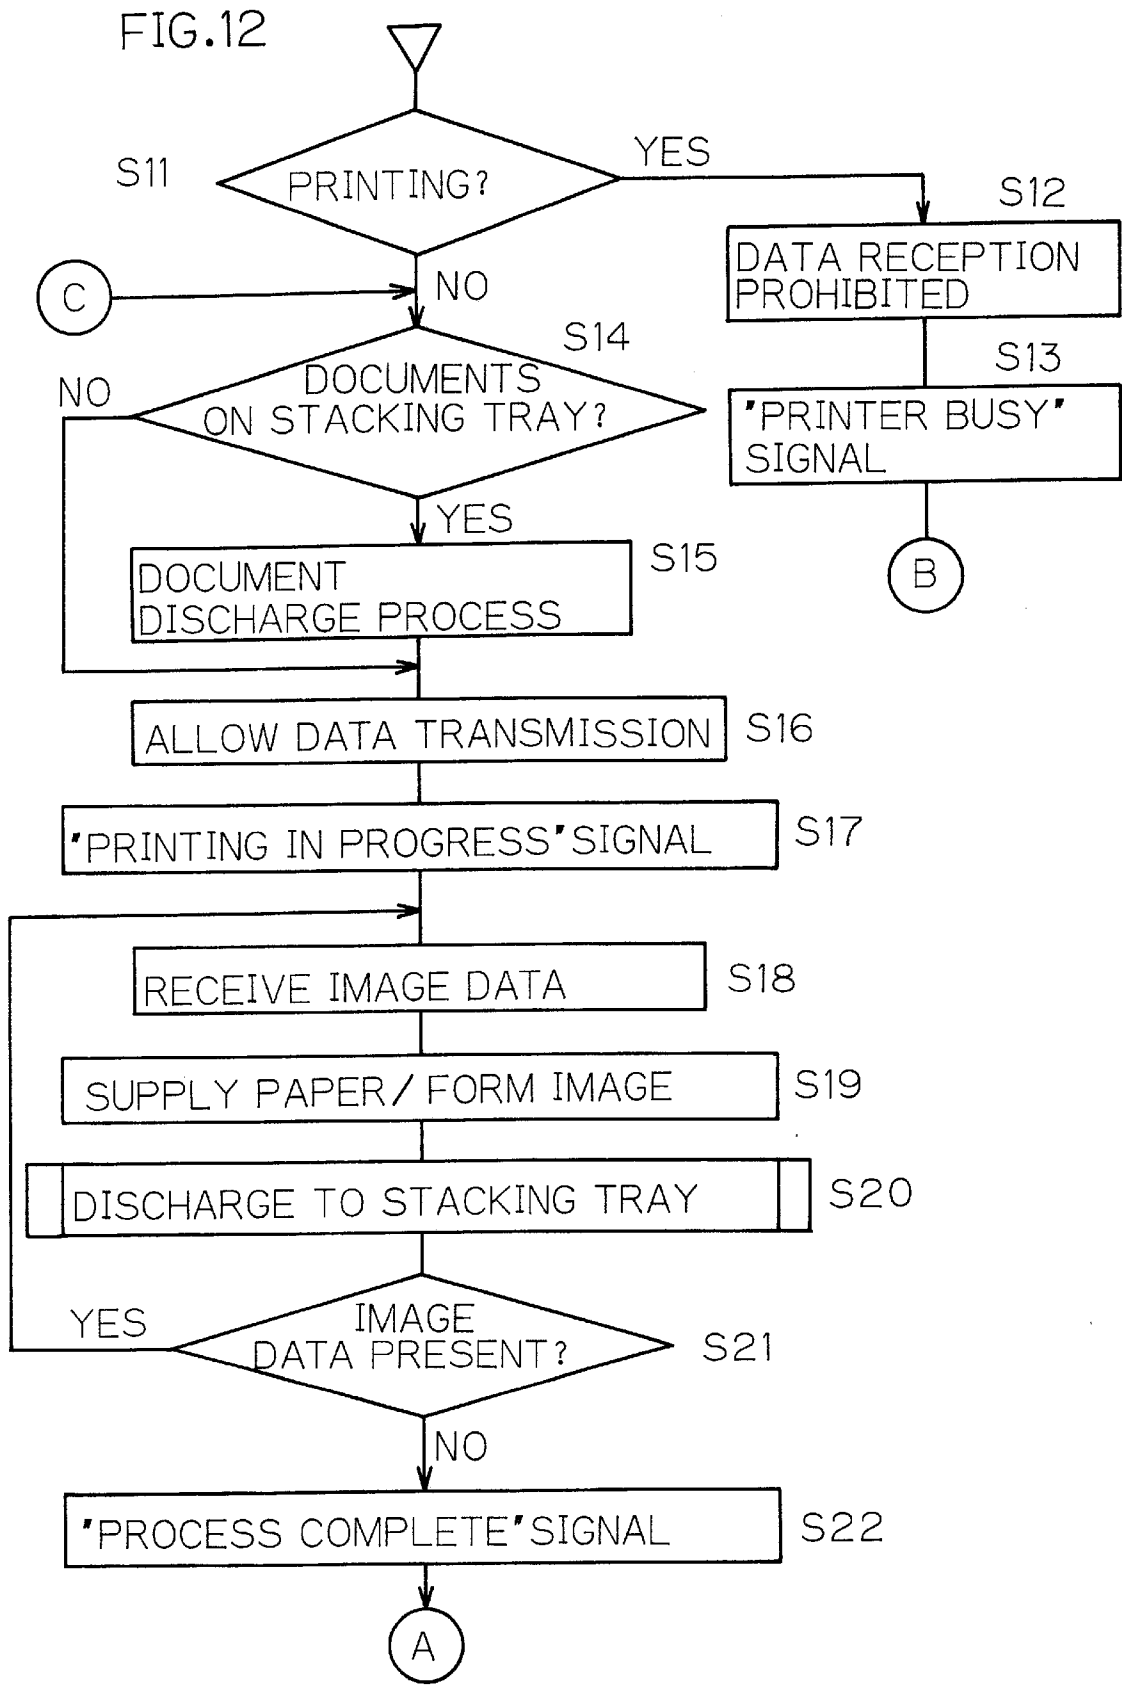 FIG.12
S11
PRINTING?
YES
S12
DATA RECEPTION
PROHIBITED
C
NO
S14
S13
NO
DOCUMENTS
ON STACKING TRAY?
"PRINTER BUSY"
SIGNAL
YES
B
S15
DOCUMENT
DISCHARGE PROCESS
ALLOW DATA TRANSMISSION
S16
"PRINTING IN PROGRESS" SIGNAL
S17
RECEIVE IMAGE DATA
S18
SUPPLY PAPER/ FORM IMAGE
S19
DISCHARGE TO STACKING TRAY
S20
YES
IMAGE
DATA PRESENT?
S21
NO
"PROCESS COMPLETE" SIGNAL
S22
A